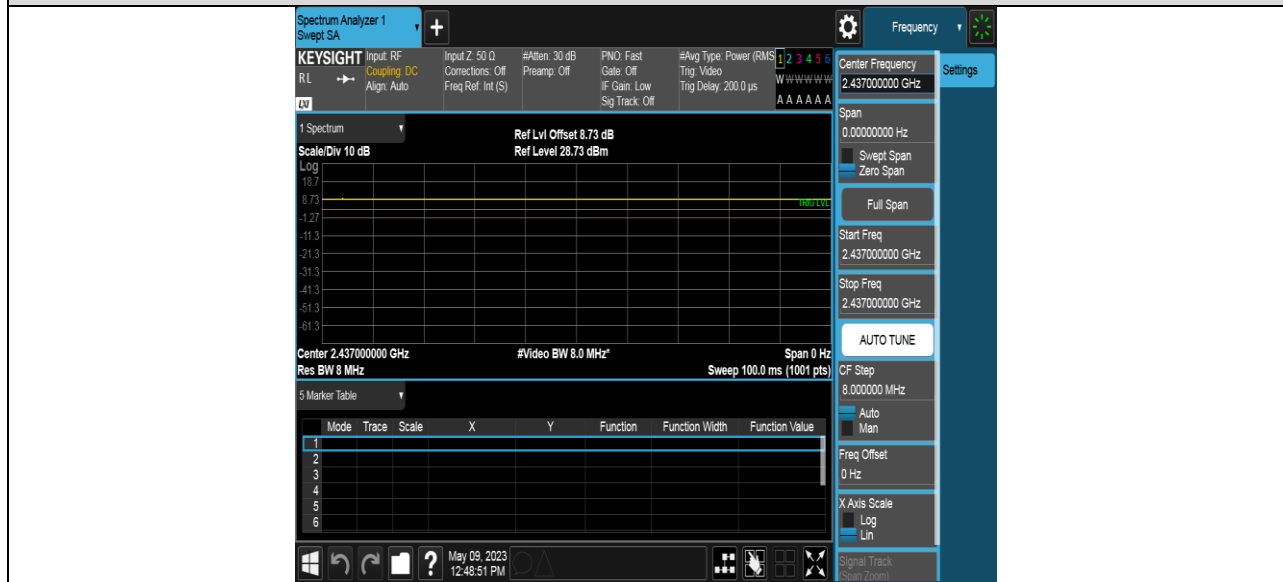 Spectrum Analyzer 1
Swept SA
+
Frequency
KEYSIGHT
RL
LXI
Input: RF
Coupling: DC
Align: Auto
Input Z: 50 Ω
Corrections: Off
Freq Ref: Int (S)
#Atten: 30 dB
Preamp: Off
PNO: Fast
Gate: Off
IF Gain: Low
Sig Track: Off
#Avg Type: Power (RMS
Trig: Video
Trig Delay: 200.0 µs
1 2 3 4 5 6
W W W W W W
A A A A A A
1 Spectrum
Scale/Div 10 dB
Ref Lvl Offset 8.73 dB
Ref Level 28.73 dBm
Log
18.7
8.73
TRIG LVL
-1.27
-11.3
-21.3
-31.3
-41.3
-51.3
-61.3
Center 2.437000000 GHz
#Video BW 8.0 MHz*
Span 0 Hz
Res BW 8 MHz
Sweep 100.0 ms (1001 pts)
5 Marker Table
Mode Trace Scale X Y Function Function Width Function Value
1
2
3
4
5
6
?
May 09, 2023
12:48:51 PM
Center Frequency
2.437000000 GHz
Settings
Span
0.00000000 Hz
Swept Span
Zero Span
Full Span
Start Freq
2.437000000 GHz
Stop Freq
2.437000000 GHz
AUTO TUNE
CF Step
8.000000 MHz
Auto
Man
Freq Offset
0 Hz
X Axis Scale
Log
Lin
Signal Track
(Span Zoom)